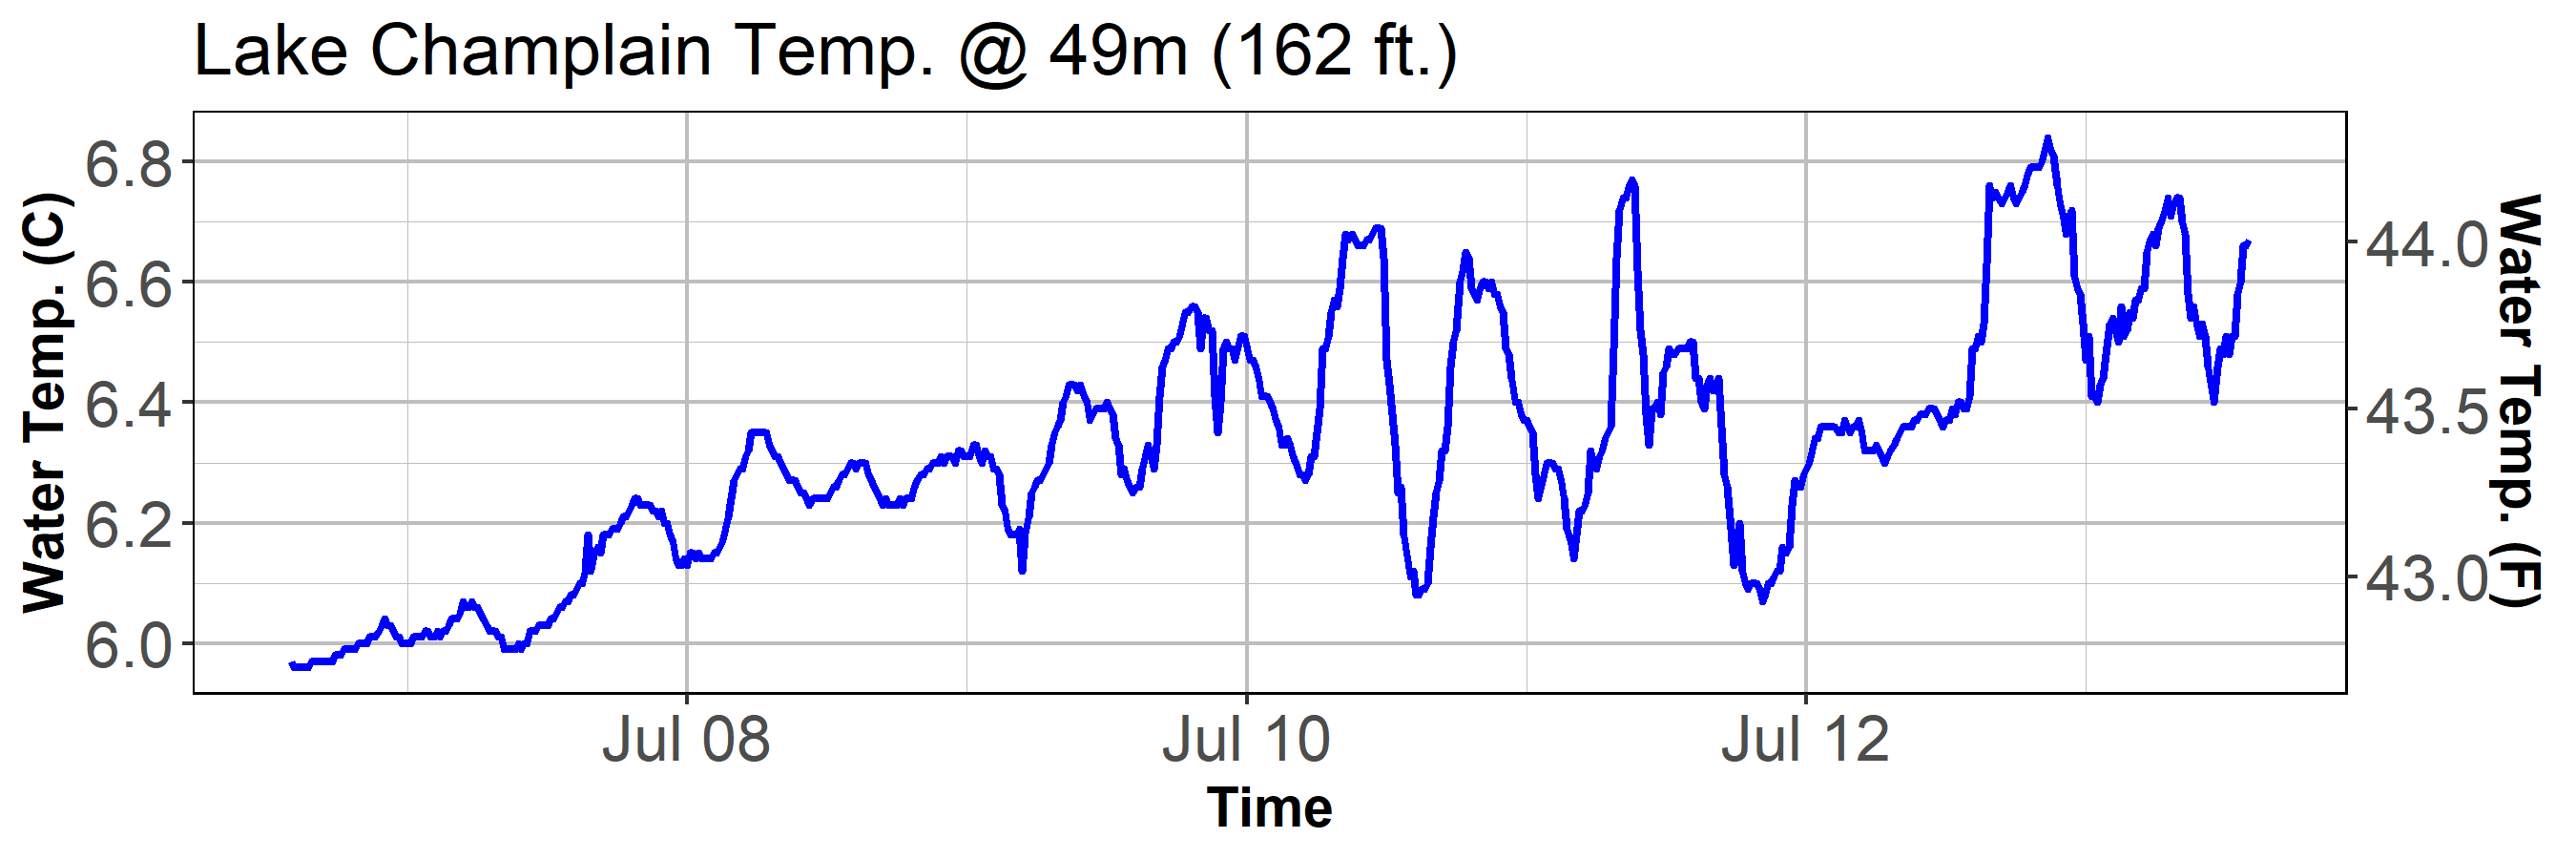 Lake Champlain Temp. @ 49m (162 ft.)
Water Temp. (C)
6.8
6.6
6.4
6.2
6.0
44.0
43.5
43.0
Water Temp. (F)
Jul 08 Jul 10 Jul 12
Time